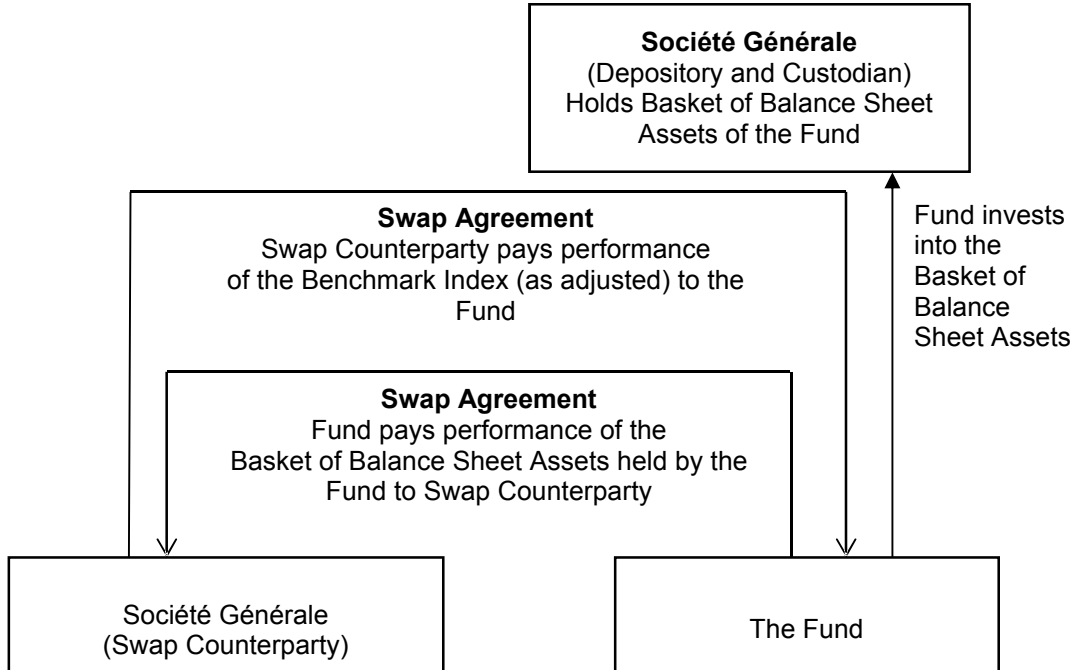 Société Générale
(Depository and Custodian)
Holds Basket of Balance Sheet
Assets of the Fund
Swap Agreement
Swap Counterparty pays performance
of the Benchmark Index (as adjusted) to the
Fund
Fund invests
into the
Basket of
Balance
Sheet Assets
Swap Agreement
Fund pays performance of the
Basket of Balance Sheet Assets held by the
Fund to Swap Counterparty
Société Générale
(Swap Counterparty)
The Fund